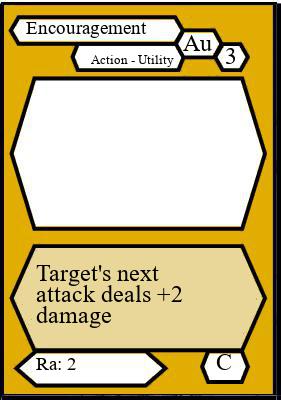 Encouragement
Au
3
Action - Utility
Target's next
attack deals +2
damage
Ra: 2
C